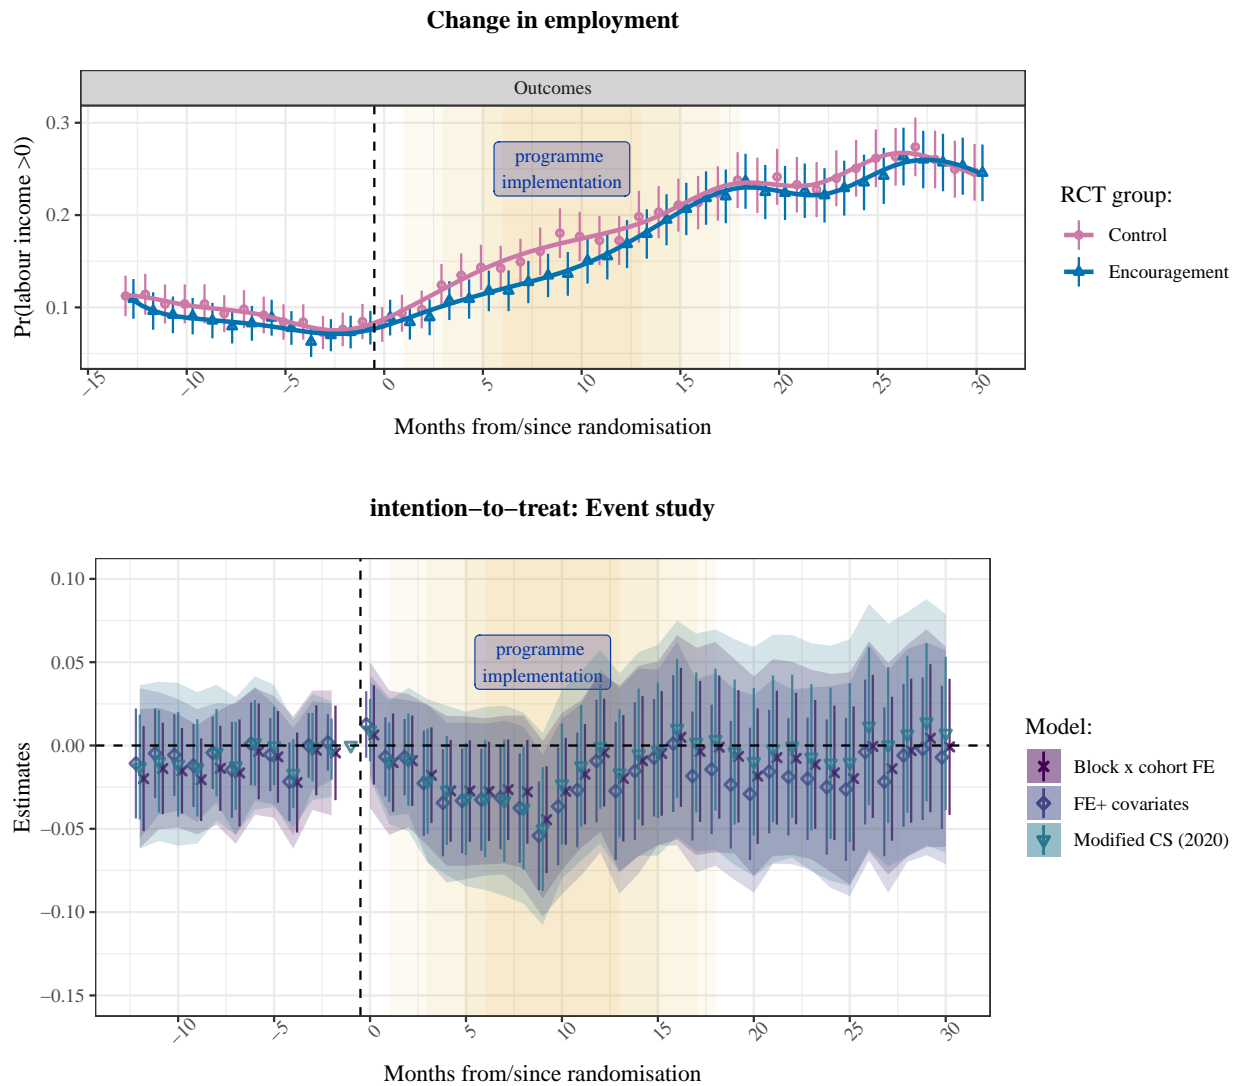 Change in employment
Outcomes
Pr(labour income >0)
0.3
0.2
0.1
programme
implementation
−15
−10
−5
0
5
10
15
20
25
30
Months from/since randomisation
RCT group:
Control
Encouragement
intention−to−treat: Event study
Estimates
0.10
0.05
0.00
−0.05
−0.10
−0.15
programme
implementation
−10
−5
0
5
10
15
20
25
30
Months from/since randomisation
Model:
Block x cohort FE
FE+ covariates
Modified CS (2020)